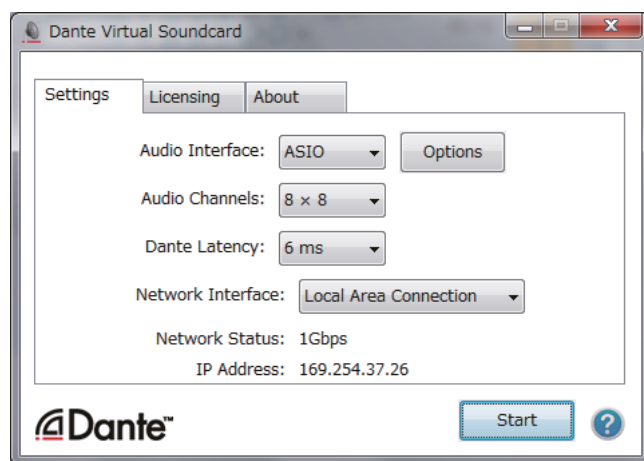 Dante Virtual Soundcard
Settings Licensing About
Audio Interface: ASIO Options
Audio Channels: 8 × 8
Dante Latency: 6 ms
Network Interface: Local Area Connection
Network Status: 1Gbps
IP Address: 169.254.37.26
Dante™ Start ?